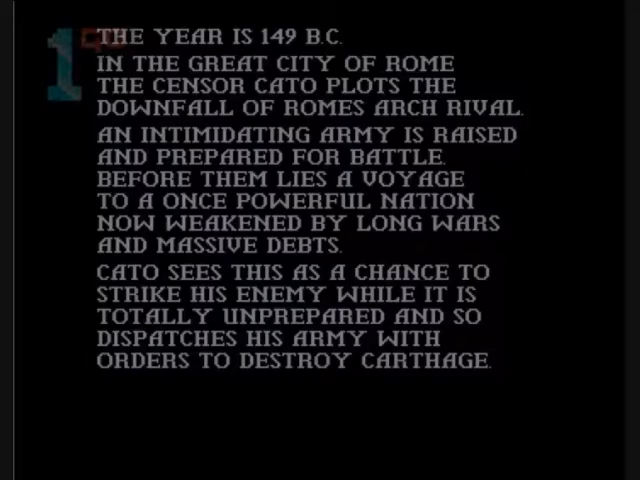 THE YEAR IS 149 B.C.
IN THE GREAT CITY OF ROME
THE CENSOR CATO PLOTS THE
DOWNFALL OF ROMES ARCH RIVAL.
AN INTIMIDATING ARMY IS RAISED
AND PREPARED FOR BATTLE.
BEFORE THEM LIES A VOYAGE
TO A ONCE POWERFUL NATION
NOW WEAKENED BY LONG WARS
AND MASSIVE DEBTS.
CATO SEES THIS AS A CHANCE TO
STRIKE HIS ENEMY WHILE IT IS
TOTALLY UNPREPARED AND SO
DISPATCHES HIS ARMY WITH
ORDERS TO DESTROY CARTHAGE.